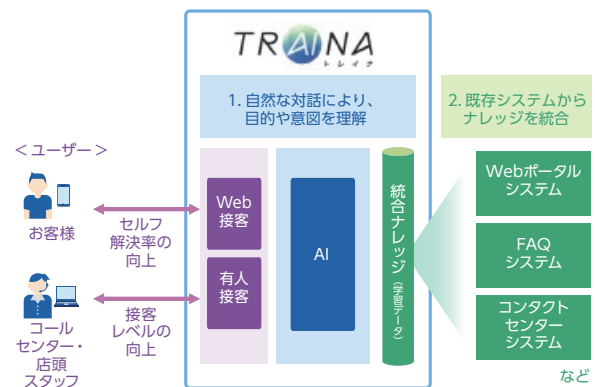 TRAINA
トレイナ
1. 自然な対話により、
目的や意図を理解
2. 既存システムから
ナレッジを統合
＜ユーザー＞
お客様
セルフ
解決率の
向上
コール
センター・
店頭
スタッフ
接客
レベルの
向上
Web
接客
有人
接客
AI
統合ナレッジ（学習データ）
Webポータル
システム
FAQ
システム
コンタクト
センター
システム
など